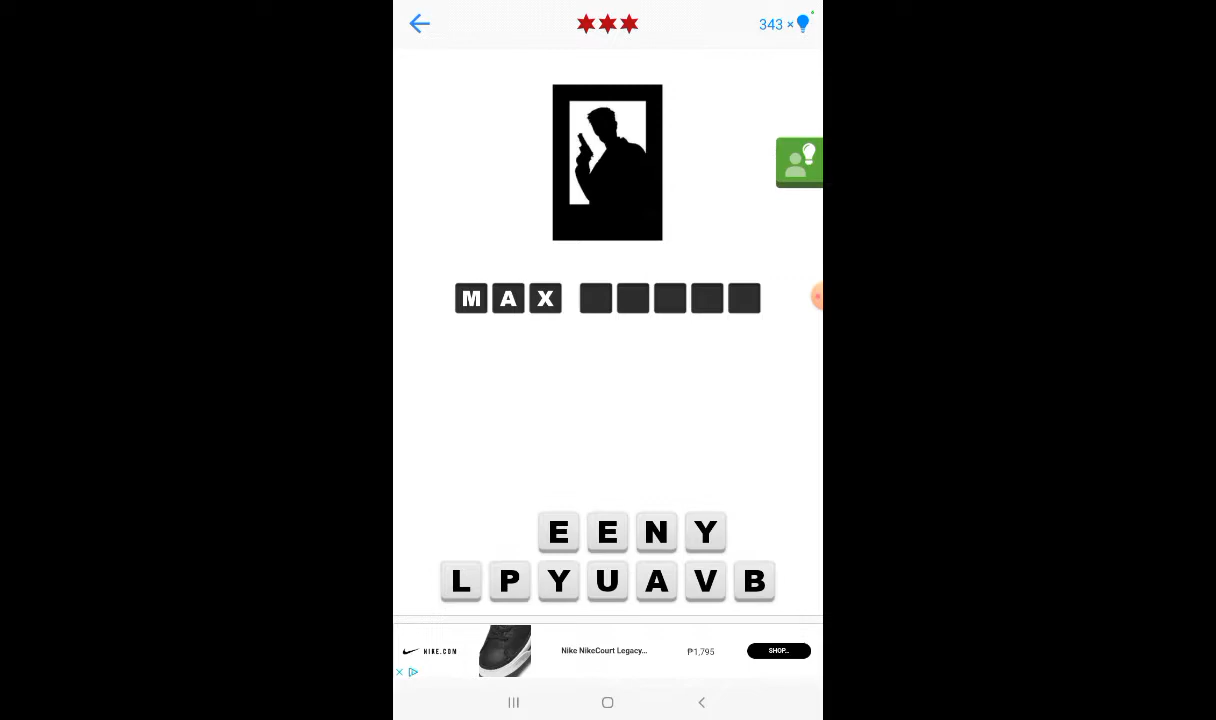 343 ×
M A X
E E N Y
L P Y U A V B
NIKE.COM
Nike NikeCourt Legacy...
₱1,795
SHOP...